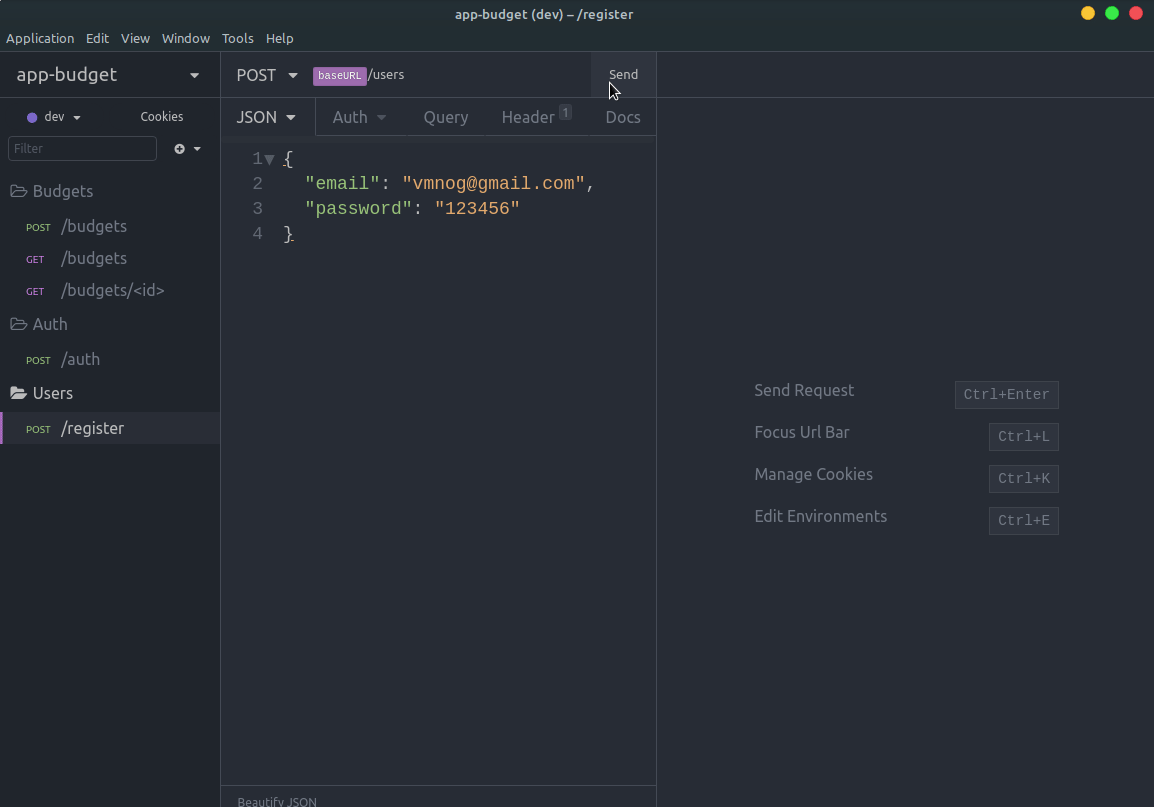 app-budget (dev) – /register
Application Edit View Window Tools Help
app-budget
POST baseURL/users Send
dev Cookies
JSON Auth Query Header 1 Docs
Filter
1 {
2 "email": "vmnog@gmail.com",
3 "password": "123456"
4 }
Budgets
POST /budgets
GET /budgets
GET /budgets/<id>
Auth
POST /auth
Users
POST /register
Send Request Ctrl+Enter
Focus Url Bar Ctrl+L
Manage Cookies Ctrl+K
Edit Environments Ctrl+E
Beautify JSON